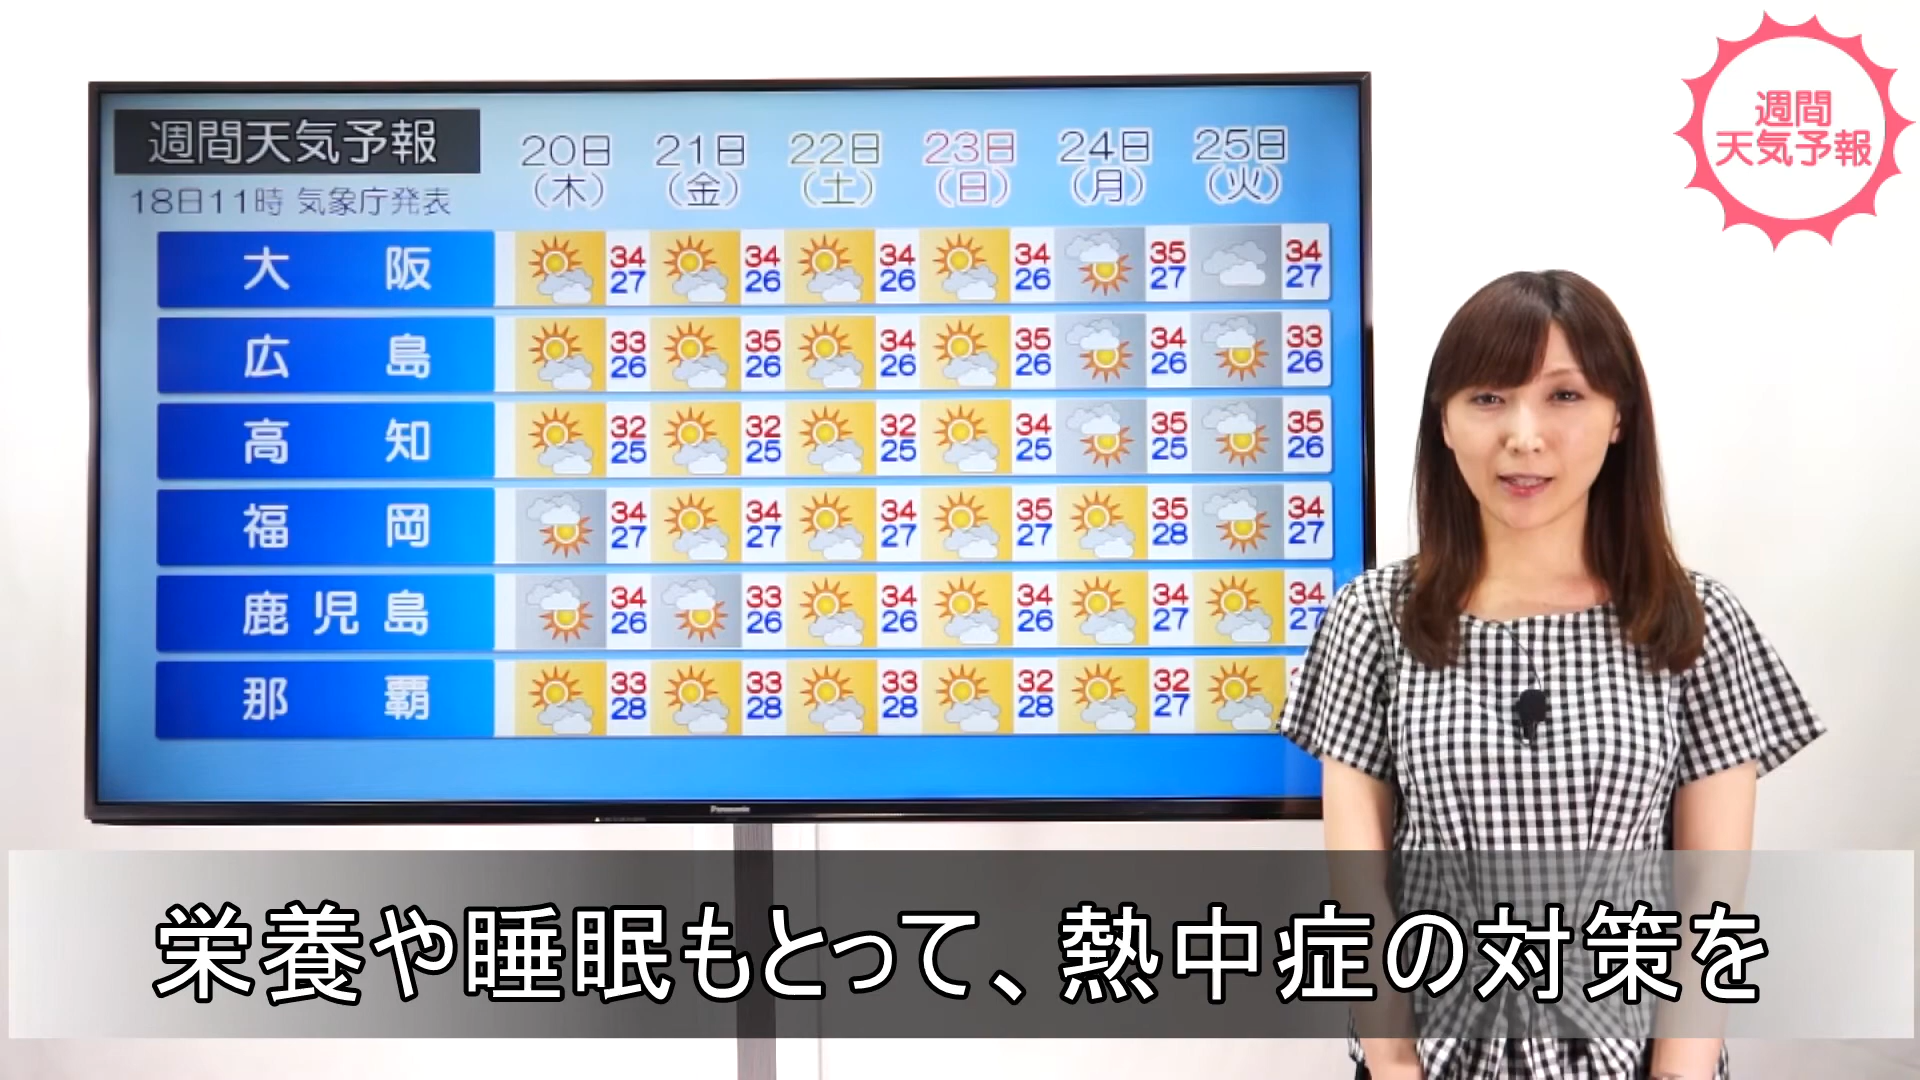 週間
天気予報
週間天気予報
18日11時 気象庁発表
20日 21日 22日 23日 24日 25日
(木) (金) (土) (日) (月) (火)
大阪 34 27 34 26 34 26 34 26 35 27 34 27
広島 33 26 35 26 34 26 35 26 34 26 33 26
高知 32 25 32 25 32 25 34 25 35 25 35 26
福岡 34 27 34 27 34 27 35 27 35 28 34 27
鹿児島 34 26 33 26 34 26 34 26 34 27 34 27
那覇 33 28 33 28 33 28 32 28 32 27
Panasonic
栄養や睡眠もとって、熱中症の対策を